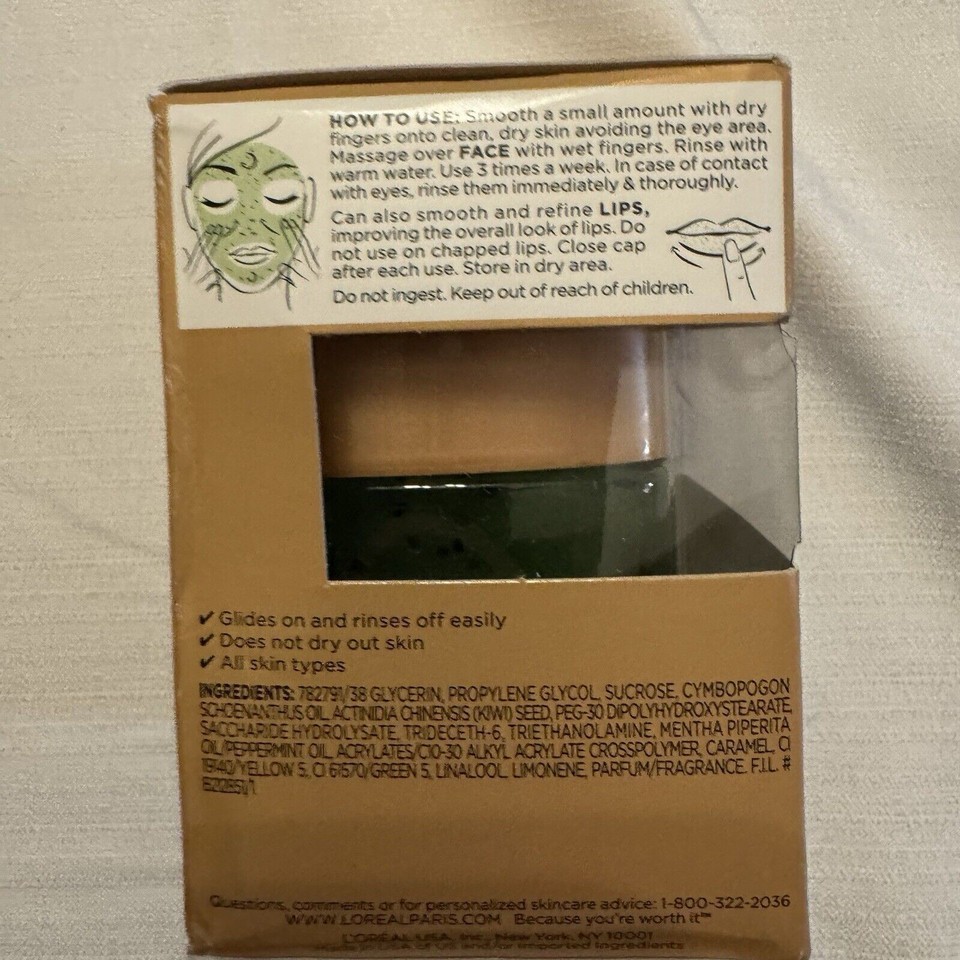 HOW TO USE: Smooth a small amount with dry
fingers onto clean, dry skin avoiding the eye area.
Massage over FACE with wet fingers. Rinse with
warm water. Use 3 times a week. In case of contact
with eyes, rinse them immediately & thoroughly.
Can also smooth and refine LIPS,
improving the overall look of lips. Do
not use on chapped lips. Close cap
after each use. Store in dry area.
Do not ingest. Keep out of reach of children.
✔ Glides on and rinses off easily
✔ Does not dry out skin
✔ All skin types
INGREDIENTS: 782791/38 GLYCERIN, PROPYLENE GLYCOL, SUCROSE, CYMBOPOGON
SCHOENANTHUS OIL, ACTINIDIA CHINENSIS (KIWI) SEED, PEG-30 DIPOLYHYDROXYSTEARATE,
SACCHARIDE HYDROLYSATE, TRIDECETH-6, TRIETHANOLAMINE, MENTHA PIPERITA
OIL/PEPPERMINT OIL, ACRYLATES/C10-30 ALKYL ACRYLATE CROSSPOLYMER, CARAMEL, CI
19140/YELLOW 5, CI 61570/GREEN 5, LINALOOL, LIMONENE, PARFUM/FRAGRANCE. F.I.L. #
Questions, comments or for personalized skincare advice: 1-800-322-2036
WWW.LOREALPARIS.COM Because you're worth it™
L'ORÉAL USA, Inc., New York, NY 10001
USA of US and/or imported ingredients